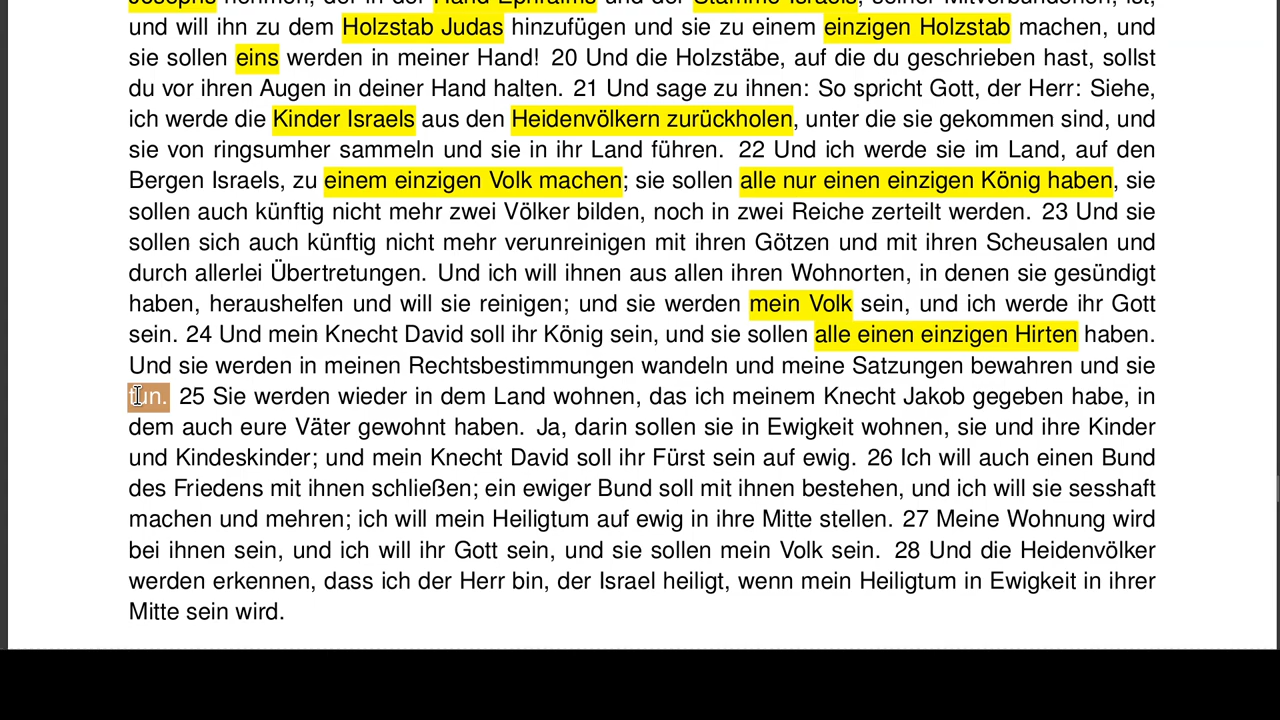 Josephs nehmen, der in der Hand Ephraims und der Stämme Israels, seiner Mitverbündeten, ist,
und will ihn zu dem Holzstab Judas hinzufügen und sie zu einem einzigen Holzstab machen, und
sie sollen eins werden in meiner Hand! 20 Und die Holzstäbe, auf die du geschrieben hast, sollst
du vor ihren Augen in deiner Hand halten. 21 Und sage zu ihnen: So spricht Gott, der Herr: Siehe,
ich werde die Kinder Israels aus den Heidenvölkern zurückholen, unter die sie gekommen sind, und
sie von ringsumher sammeln und sie in ihr Land führen. 22 Und ich werde sie im Land, auf den
Bergen Israels, zu einem einzigen Volk machen; sie sollen alle nur einen einzigen König haben, sie
sollen auch künftig nicht mehr zwei Völker bilden, noch in zwei Reiche zerteilt werden. 23 Und sie
sollen sich auch künftig nicht mehr verunreinigen mit ihren Götzen und mit ihren Scheusalen und
durch allerlei Übertretungen. Und ich will ihnen aus allen ihren Wohnorten, in denen sie gesündigt
haben, heraushelfen und will sie reinigen; und sie werden mein Volk sein, und ich werde ihr Gott
sein. 24 Und mein Knecht David soll ihr König sein, und sie sollen alle einen einzigen Hirten haben.
Und sie werden in meinen Rechtsbestimmungen wandeln und meine Satzungen bewahren und sie
tun. 25 Sie werden wieder in dem Land wohnen, das ich meinem Knecht Jakob gegeben habe, in
dem auch eure Väter gewohnt haben. Ja, darin sollen sie in Ewigkeit wohnen, sie und ihre Kinder
und Kindeskinder; und mein Knecht David soll ihr Fürst sein auf ewig. 26 Ich will auch einen Bund
des Friedens mit ihnen schließen; ein ewiger Bund soll mit ihnen bestehen, und ich will sie sesshaft
machen und mehren; ich will mein Heiligtum auf ewig in ihre Mitte stellen. 27 Meine Wohnung wird
bei ihnen sein, und ich will ihr Gott sein, und sie sollen mein Volk sein. 28 Und die Heidenvölker
werden erkennen, dass ich der Herr bin, der Israel heiligt, wenn mein Heiligtum in Ewigkeit in ihrer
Mitte sein wird.